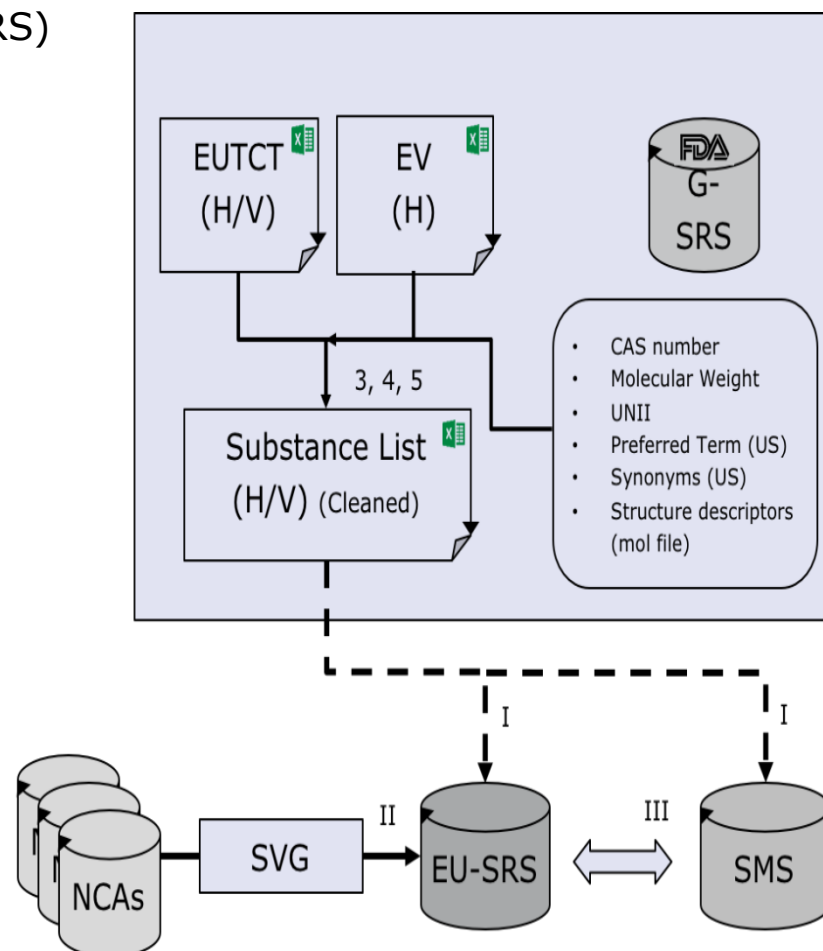 RS)
EUTCT
(H/V)
EV
(H)
FDA
G-
SRS
• CAS number
• Molecular Weight
• UNII
• Preferred Term (US)
• Synonyms (US)
• Structure descriptors
(mol file)
3, 4, 5
Substance List
(H/V) (Cleaned)
I
I
II
III
NCAs
SVG
EU-SRS
SMS